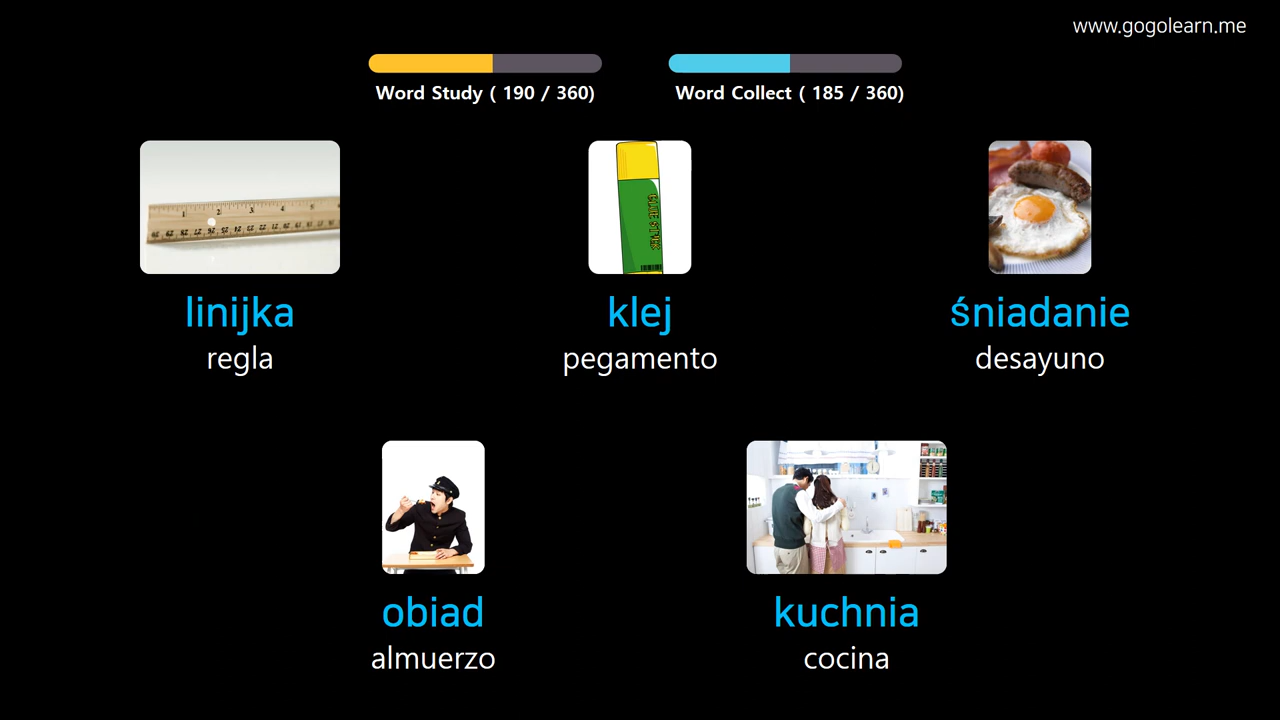 www.gogolearn.me
Word Study ( 190 / 360)
Word Collect ( 185 / 360)
linijka
regla
klej
pegamento
śniadanie
desayuno
obiad
almuerzo
kuchnia
cocina